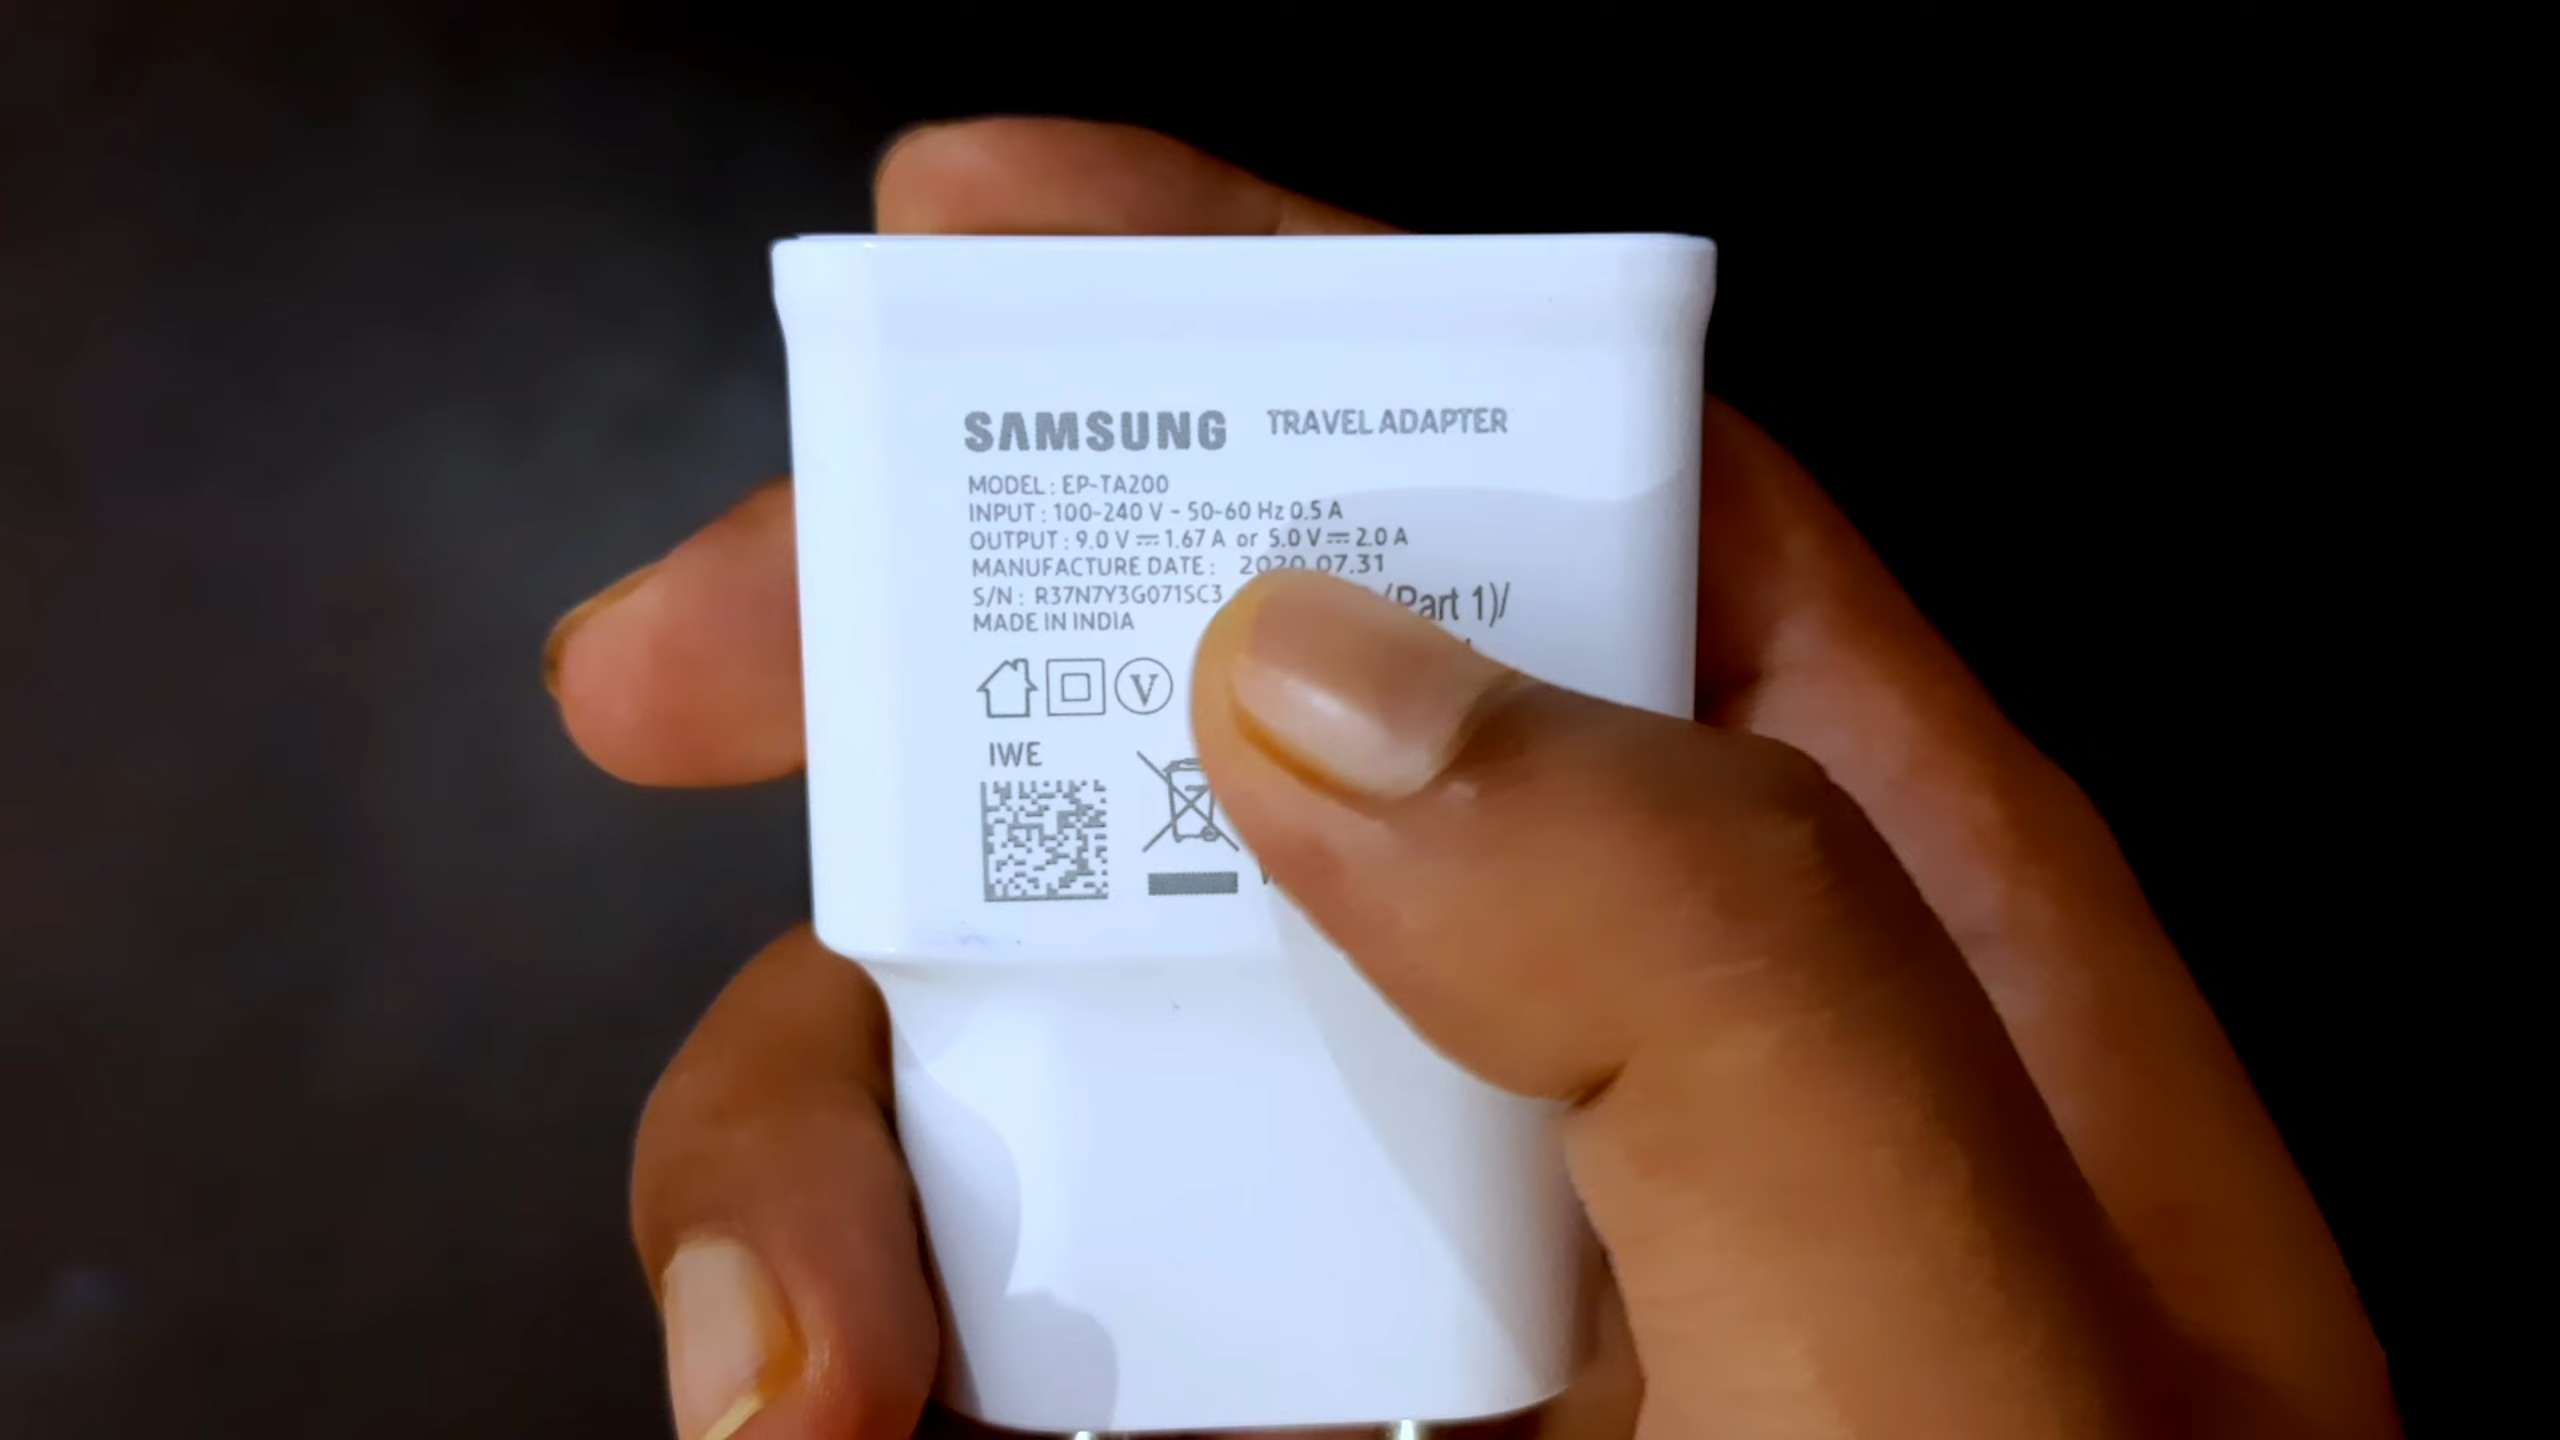 SAMSUNG TRAVEL ADAPTER
MODEL : EP-TA200
INPUT : 100-240 V - 50-60 Hz 0.5 A
OUTPUT : 9.0 V ⎓ 1.67 A or 5.0 V ⎓ 2.0 A
MANUFACTURE DATE : 2020.07.31
S/N : R37N7Y3G071SC3
(Part 1)/
MADE IN INDIA
V
IWE